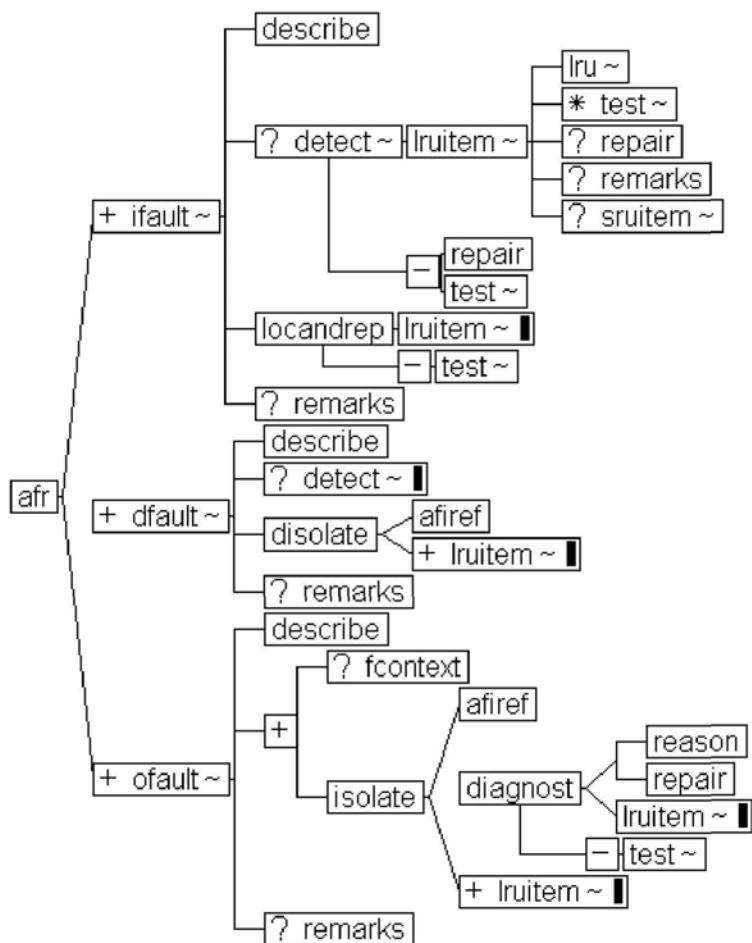 describe
lru ~
* test ~
? detect ~ lruitem ~
? repair
? remarks
? sruitem ~
+ ifault ~
− repair
test ~
locandrep lruitem ~
− test ~
? remarks
describe
? detect ~
afr
+ dfault ~
afiref
disolate
+ lruitem ~
? remarks
describe
? fcontext
afiref
+
reason
+ ofault ~
isolate
diagnost
repair
lruitem ~
− test ~
+ lruitem ~
? remarks